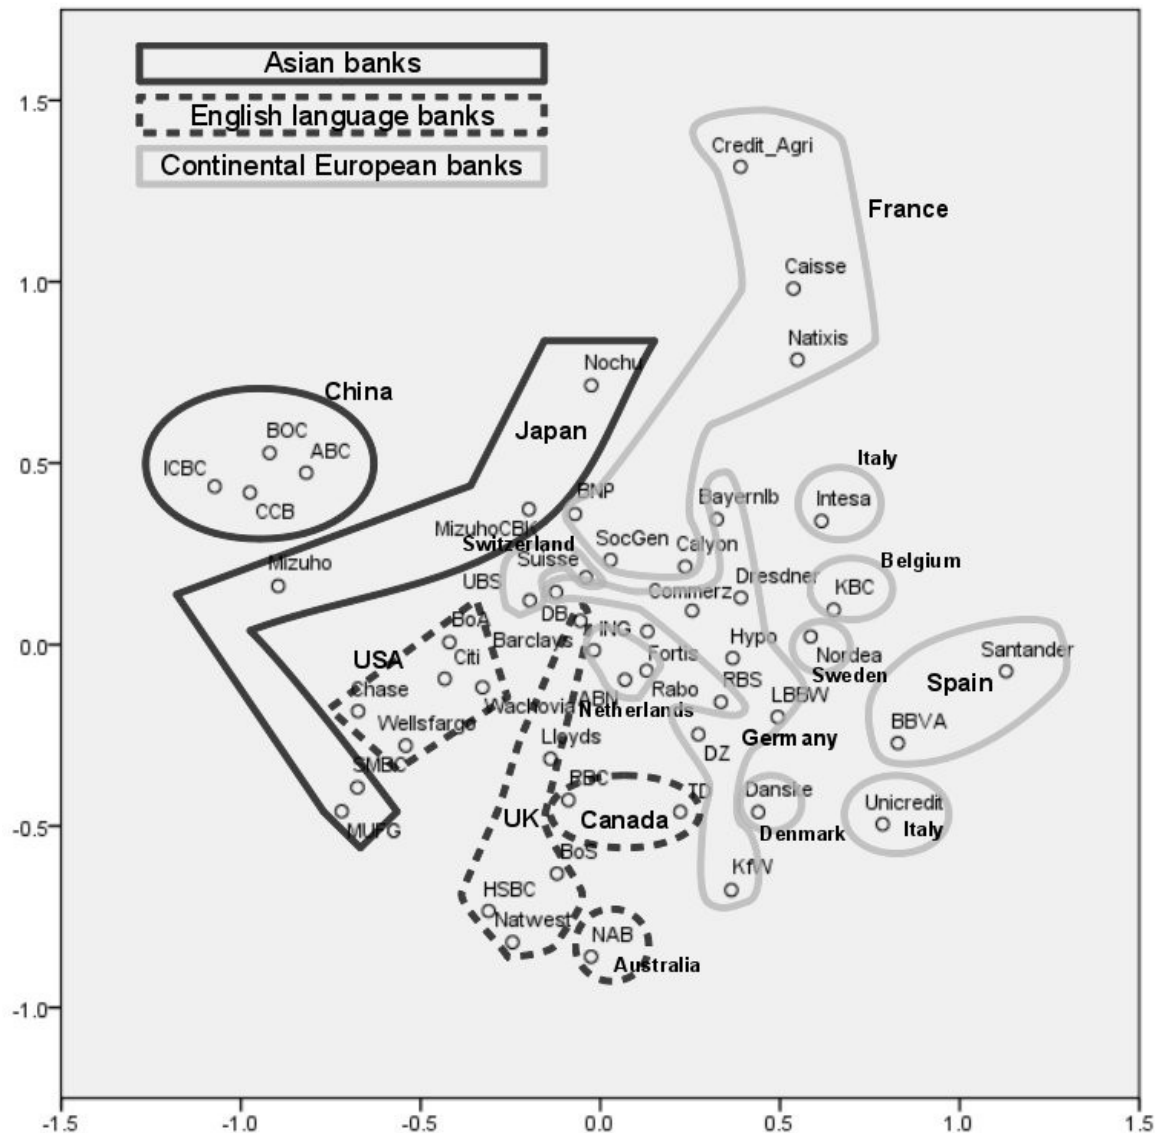 Asian banks
1.5
English language banks
Credit_Agri
Continental European banks
France
Caisse
1.0
Natixis
Nochu
China
BOC
Japan
ABC
Italy
ICBC
0.5
BNP
Bayernlb
Intesa
CCB
MizuhoCBK
SocGen
Calyon
Switzerland
Mizuho
Suisse
Belgium
UBS
Commerz
Dresdner
KBC
BoA
DB
Barclays
ING
Hypo
0.0
USA
Citi
Fortis
Nordea
Santander
Chase
Rabo
RBS
Sweden
Spain
Wachovia
ABN
LBBW
Netherlands
Wellsfargo
BBVA
Lloyds
Germany
DZ
SMBC
RBC
TD
Danske
Unicredit
-0.5
MUFG
UK
Canada
Denmark
Italy
BoS
KfW
HSBC
Natwest
NAB
Australia
-1.0
-1.5
-1.0
-0.5
0.0
0.5
1.0
1.5